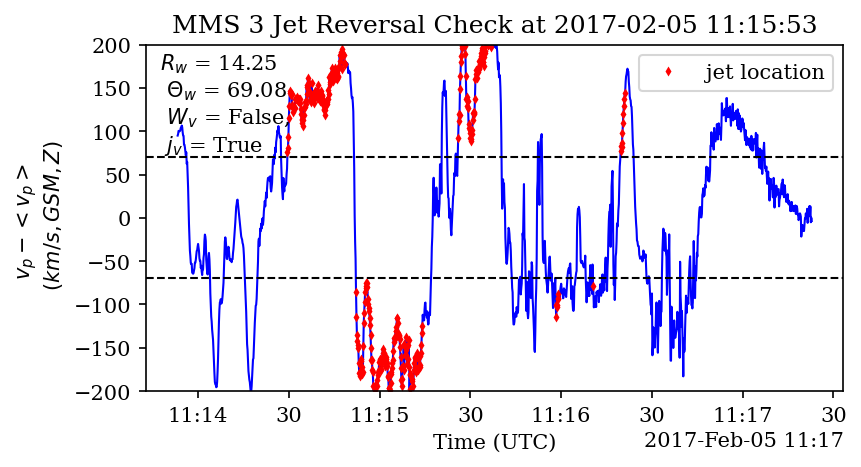 MMS 3 Jet Reversal Check at 2017-02-05 11:15:53
R_w = 14.25
Θ_w = 69.08,
W_v = False,
j_v = True
jet location
v_p − < v_p >
(km/s, GSM, Z)
200
150
100
50
0
−50
−100
−150
−200
11:14 30 11:15 30 11:16 30 11:17 30
Time (UTC)
2017-Feb-05 11:17